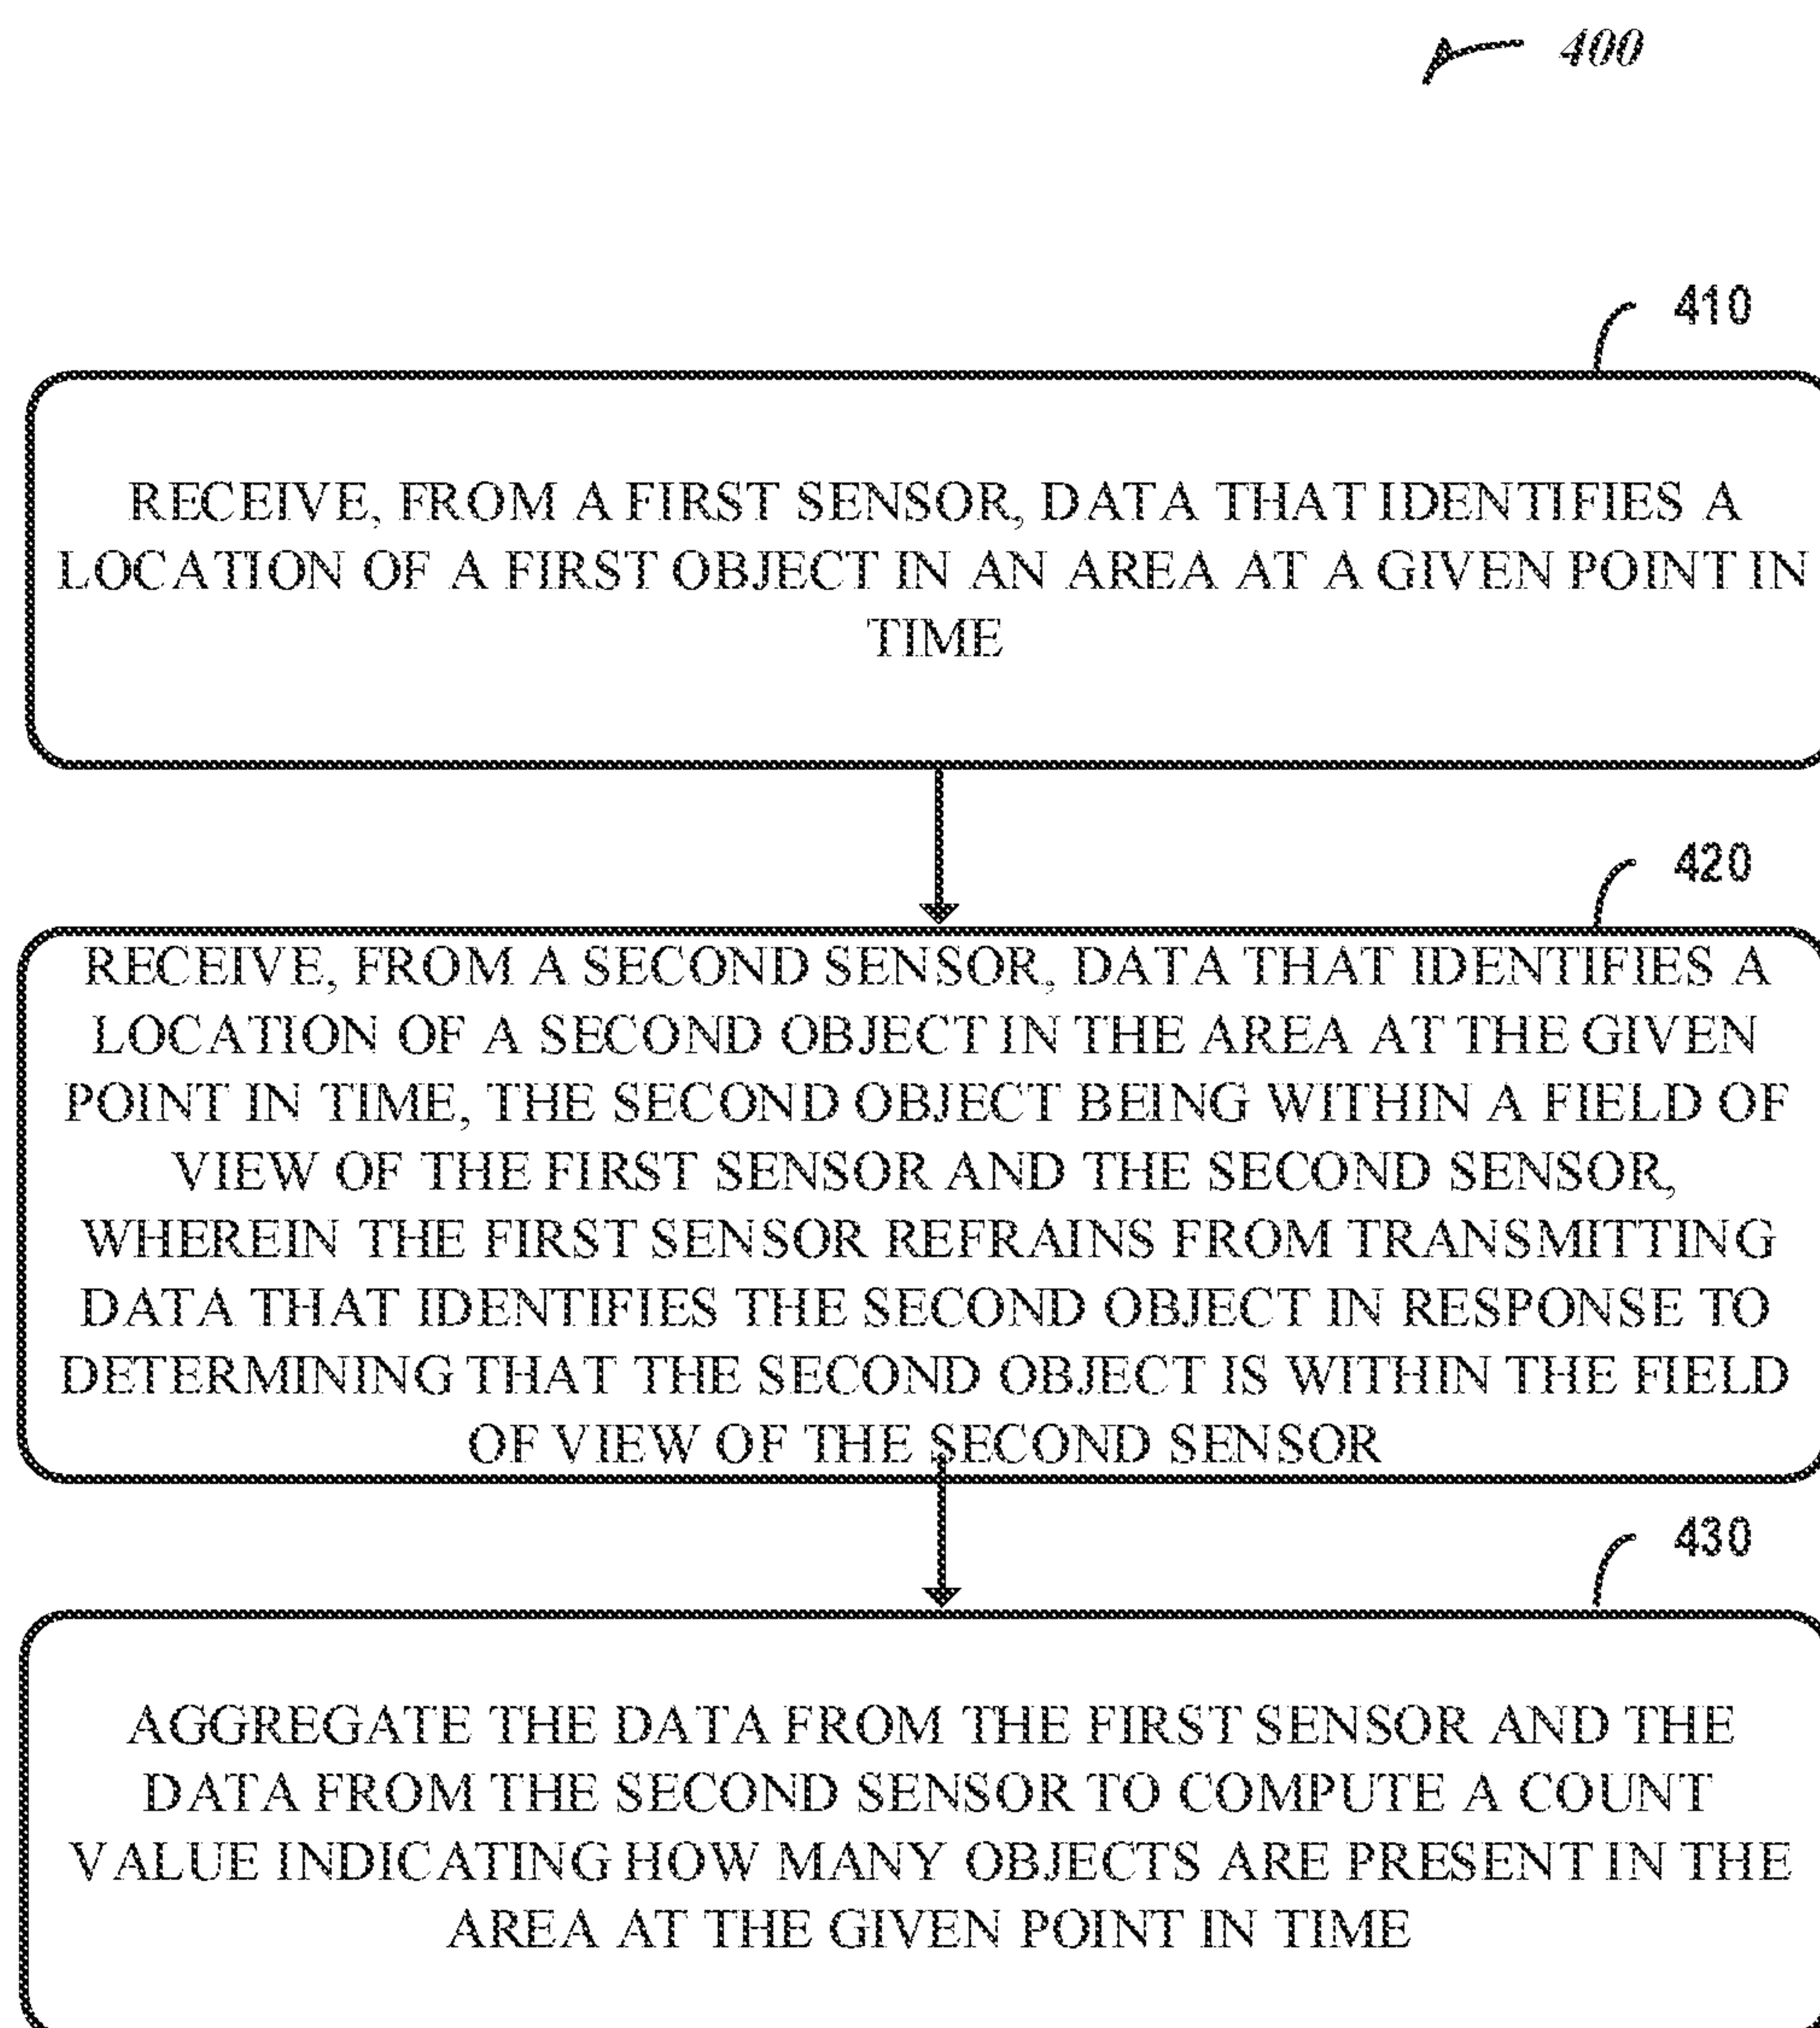 400
410
RECEIVE, FROM A FIRST SENSOR, DATA THAT IDENTIFIES A
LOCATION OF A FIRST OBJECT IN AN AREA AT A GIVEN POINT IN
TIME
420
RECEIVE, FROM A SECOND SENSOR, DATA THAT IDENTIFIES A
LOCATION OF A SECOND OBJECT IN THE AREA AT THE GIVEN
POINT IN TIME, THE SECOND OBJECT BEING WITHIN A FIELD OF
VIEW OF THE FIRST SENSOR AND THE SECOND SENSOR,
WHEREIN THE FIRST SENSOR REFRAINS FROM TRANSMITTING
DATA THAT IDENTIFIES THE SECOND OBJECT IN RESPONSE TO
DETERMINING THAT THE SECOND OBJECT IS WITHIN THE FIELD
OF VIEW OF THE SECOND SENSOR
430
AGGREGATE THE DATA FROM THE FIRST SENSOR AND THE
DATA FROM THE SECOND SENSOR TO COMPUTE A COUNT
VALUE INDICATING HOW MANY OBJECTS ARE PRESENT IN THE
AREA AT THE GIVEN POINT IN TIME